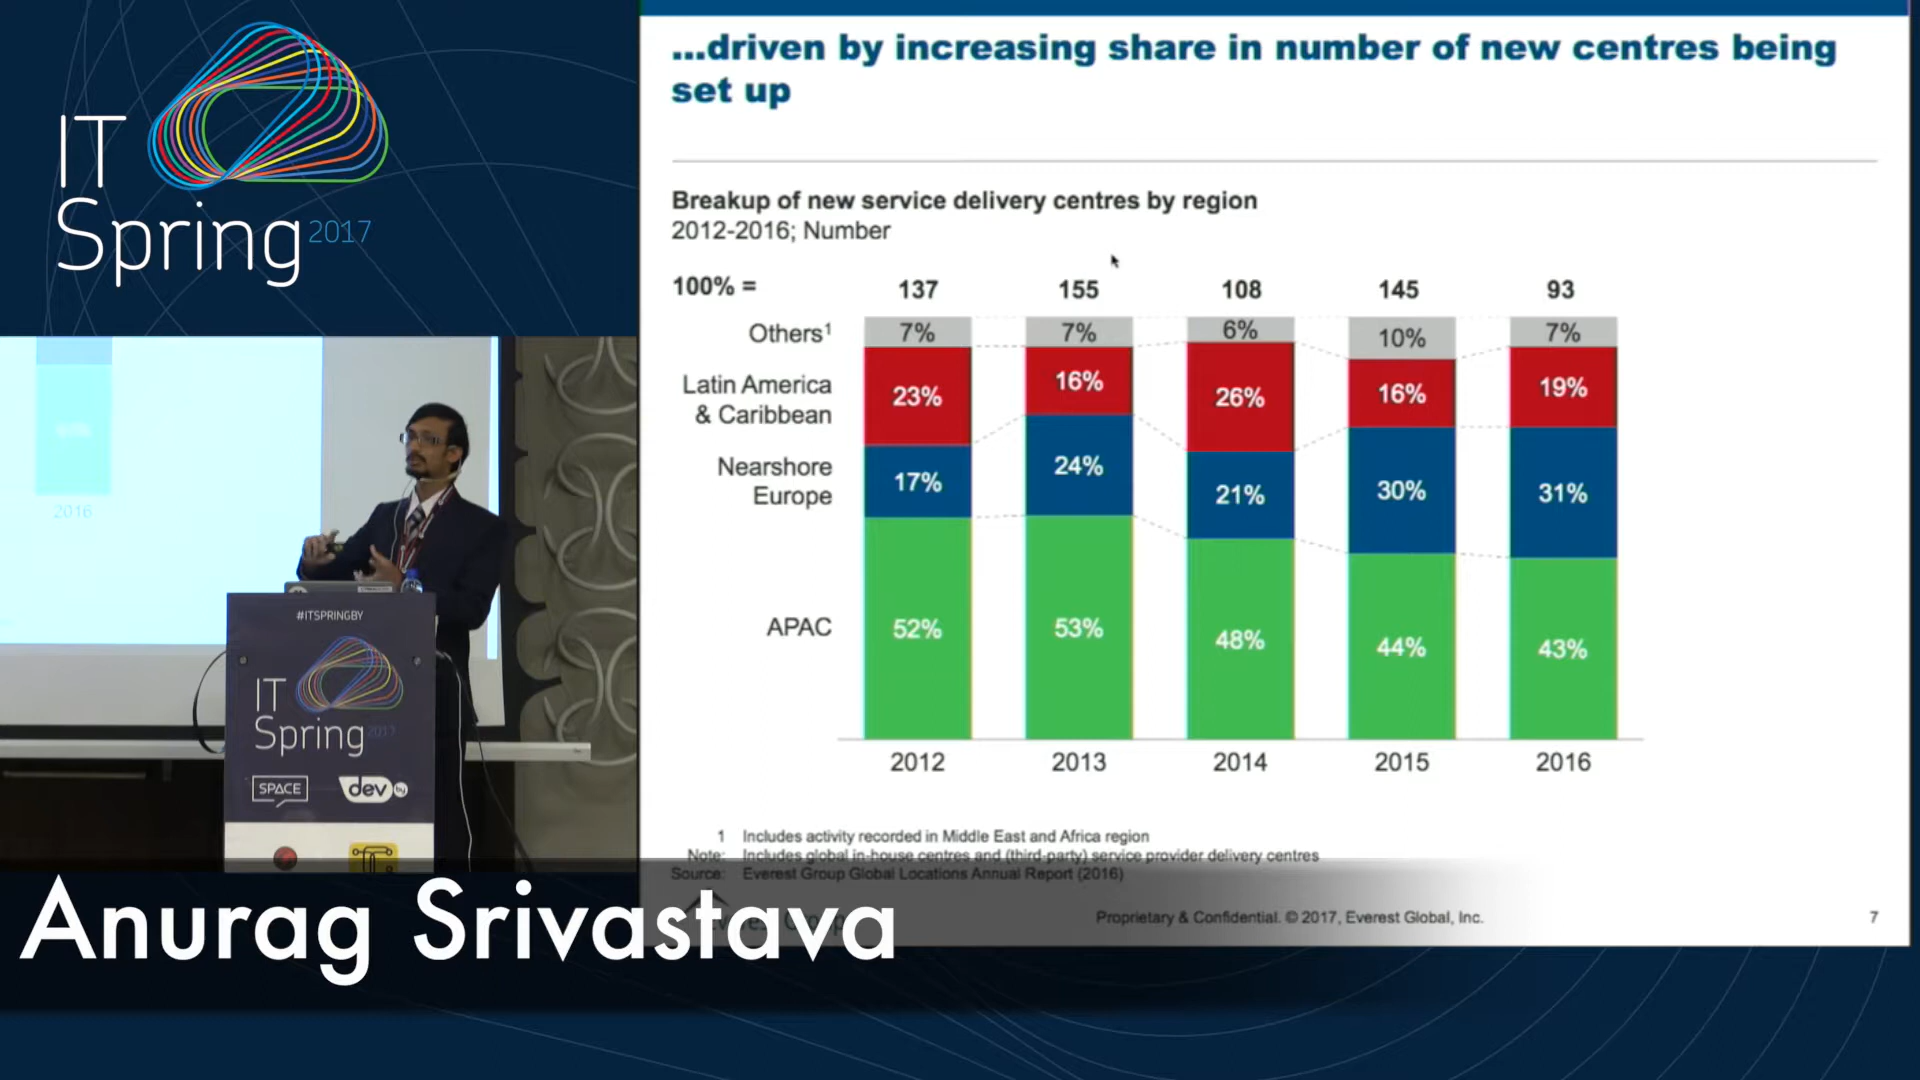 IT
Spring 2017
...driven by increasing share in number of new centres being
set up
Breakup of new service delivery centres by region
2012-2016; Number
100% = 137 155 108 145 93
Others¹ 7% 7% 6% 10% 7%
Latin America
& Caribbean 23% 16% 26% 16% 19%
Nearshore
Europe 17% 24% 21% 30% 31%
APAC 52% 53% 48% 44% 43%
2012 2013 2014 2015 2016
1 Includes activity recorded in Middle East and Africa region
Note: Includes global in-house centres and (third-party) service provider delivery centres
Source: Everest Group Global Locations Annual Report (2016)
Proprietary & Confidential. © 2017, Everest Global, Inc. 7
2016
#ITSPRINGBY
IT
Spring 2017
SPACE
dev by
Anurag Srivastava